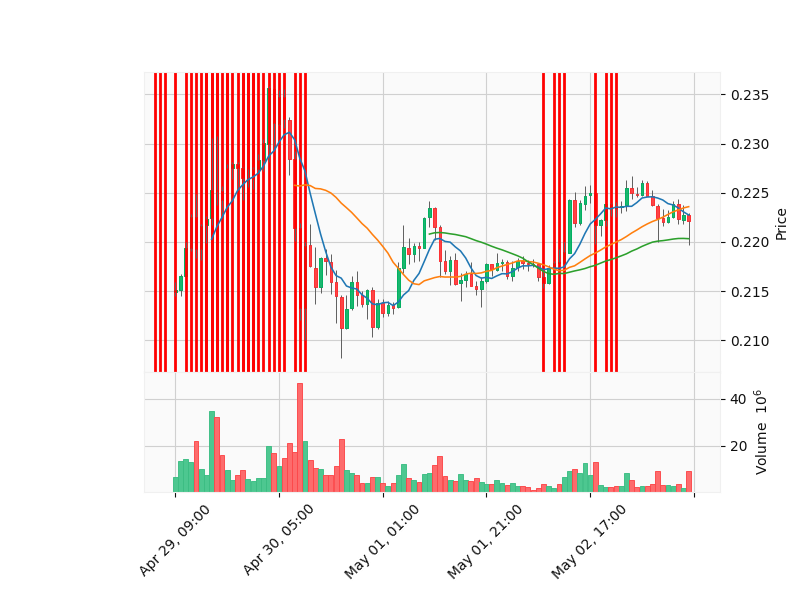 0.235
0.230
0.225
0.220
0.215
0.210
Price
40
20
Volume 10^6
Apr 29, 09:00
Apr 30, 05:00
May 01, 01:00
May 01, 21:00
May 02, 17:00